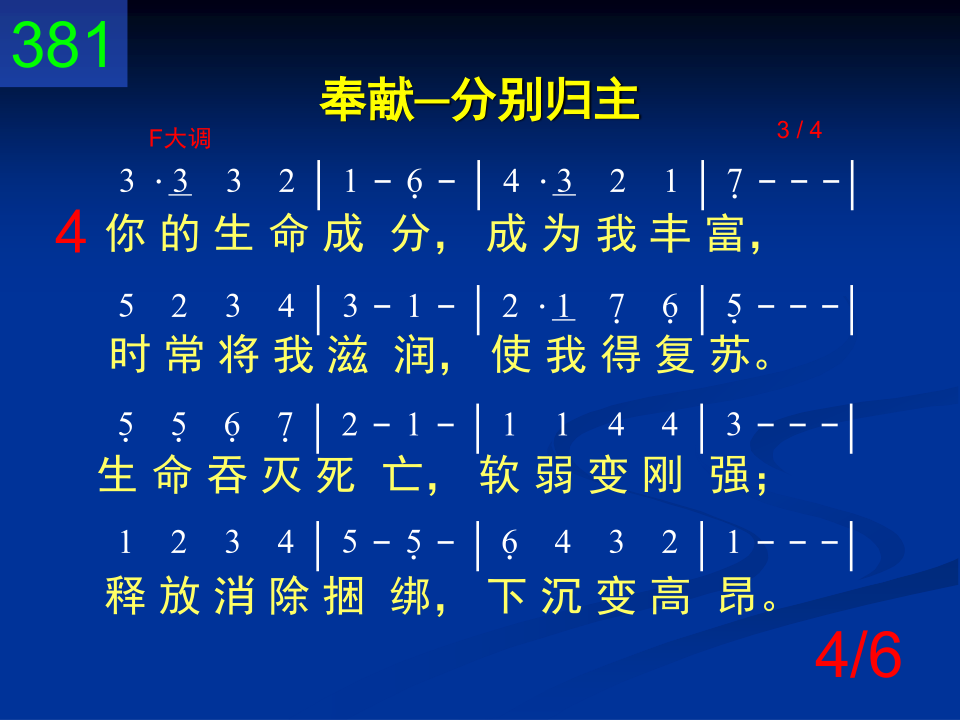 381
奉献─分别归主
F大调
3 / 4
3 · 3 3 2 | 1 － 6̣ － | 4 · 3 2 1 | 7̣ － － － |
4 你 的 生 命 成 分， 成 为 我 丰 富，
5 2 3 4 | 3 － 1 － | 2 · 1 7̣ 6̣ | 5̣ － － － |
时 常 将 我 滋 润， 使 我 得 复 苏。
5̣ 5̣ 6̣ 7̣ | 2 － 1 － | 1 1 4 4 | 3 － － － |
生 命 吞 灭 死 亡， 软 弱 变 刚 强；
1 2 3 4 | 5 － 5̣ － | 6̣ 4 3 2 | 1 － － － |
释 放 消 除 捆 绑， 下 沉 变 高 昂。
4/6